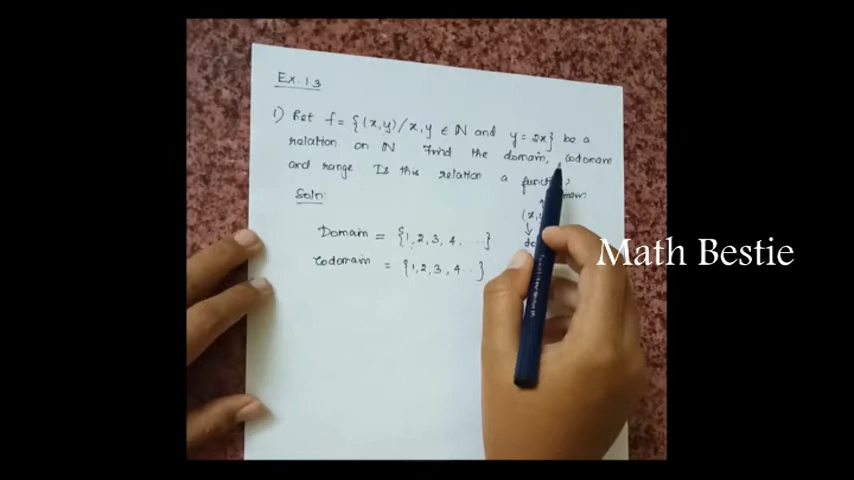 Ex. 1.3
1) Let f = {(x,y)/x,y ∈ N and y = 2x} be a
relation on N Find the domain, codomain
and range Is this relation a function?
Soln:
Domain = {1,2,3,4,....}
Codomain = {1,2,3,4...}
Math Bestie